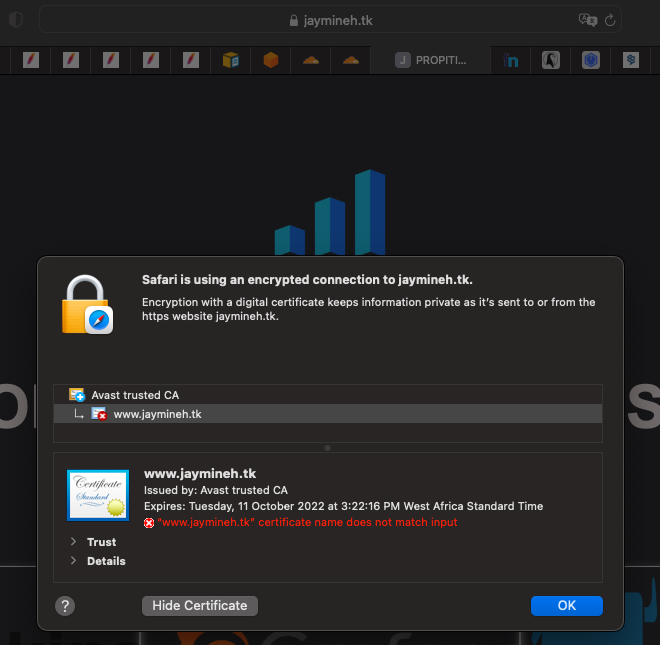 jaymineh.tk
J PROPITI...
in
Safari is using an encrypted connection to jaymineh.tk.
Encryption with a digital certificate keeps information private as it's sent to or from the
https website jaymineh.tk.
Avast trusted CA
www.jaymineh.tk
Certificate
Standard
www.jaymineh.tk
Issued by: Avast trusted CA
Expires: Tuesday, 11 October 2022 at 3:22:16 PM West Africa Standard Time
"www.jaymineh.tk" certificate name does not match input
Trust
Details
?
Hide Certificate
OK